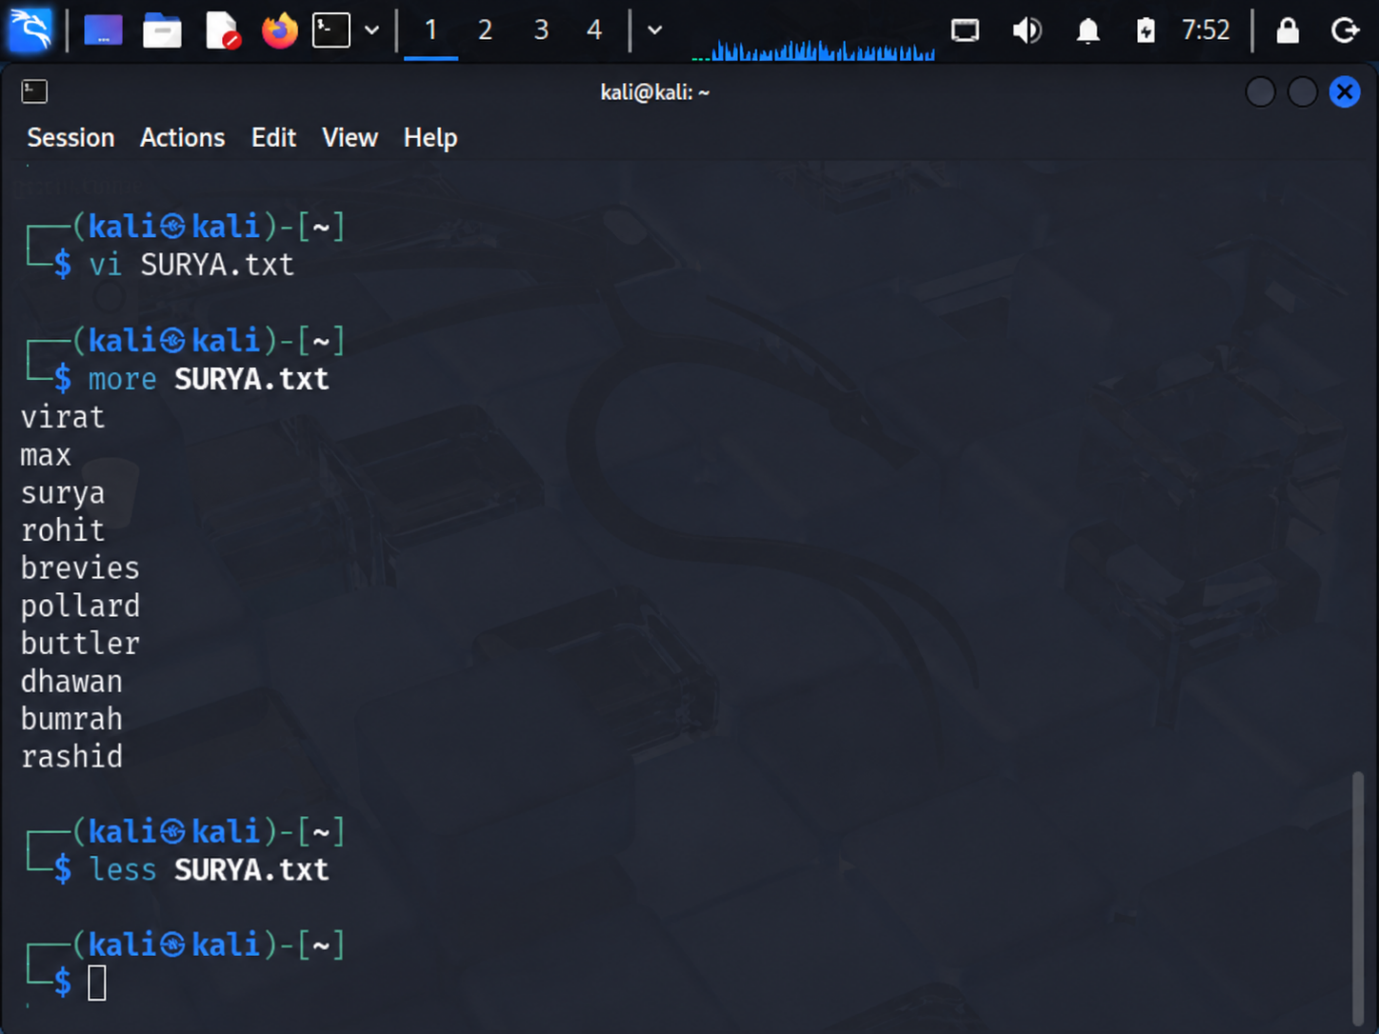 1 2 3 4 7:52
kali@kali: ~
Session Actions Edit View Help
┌──(kali㉿kali)-[~]
└─$ vi SURYA.txt
┌──(kali㉿kali)-[~]
└─$ more SURYA.txt
virat
max
surya
rohit
brevies
pollard
buttler
dhawan
bumrah
rashid
┌──(kali㉿kali)-[~]
└─$ less SURYA.txt
┌──(kali㉿kali)-[~]
└─$